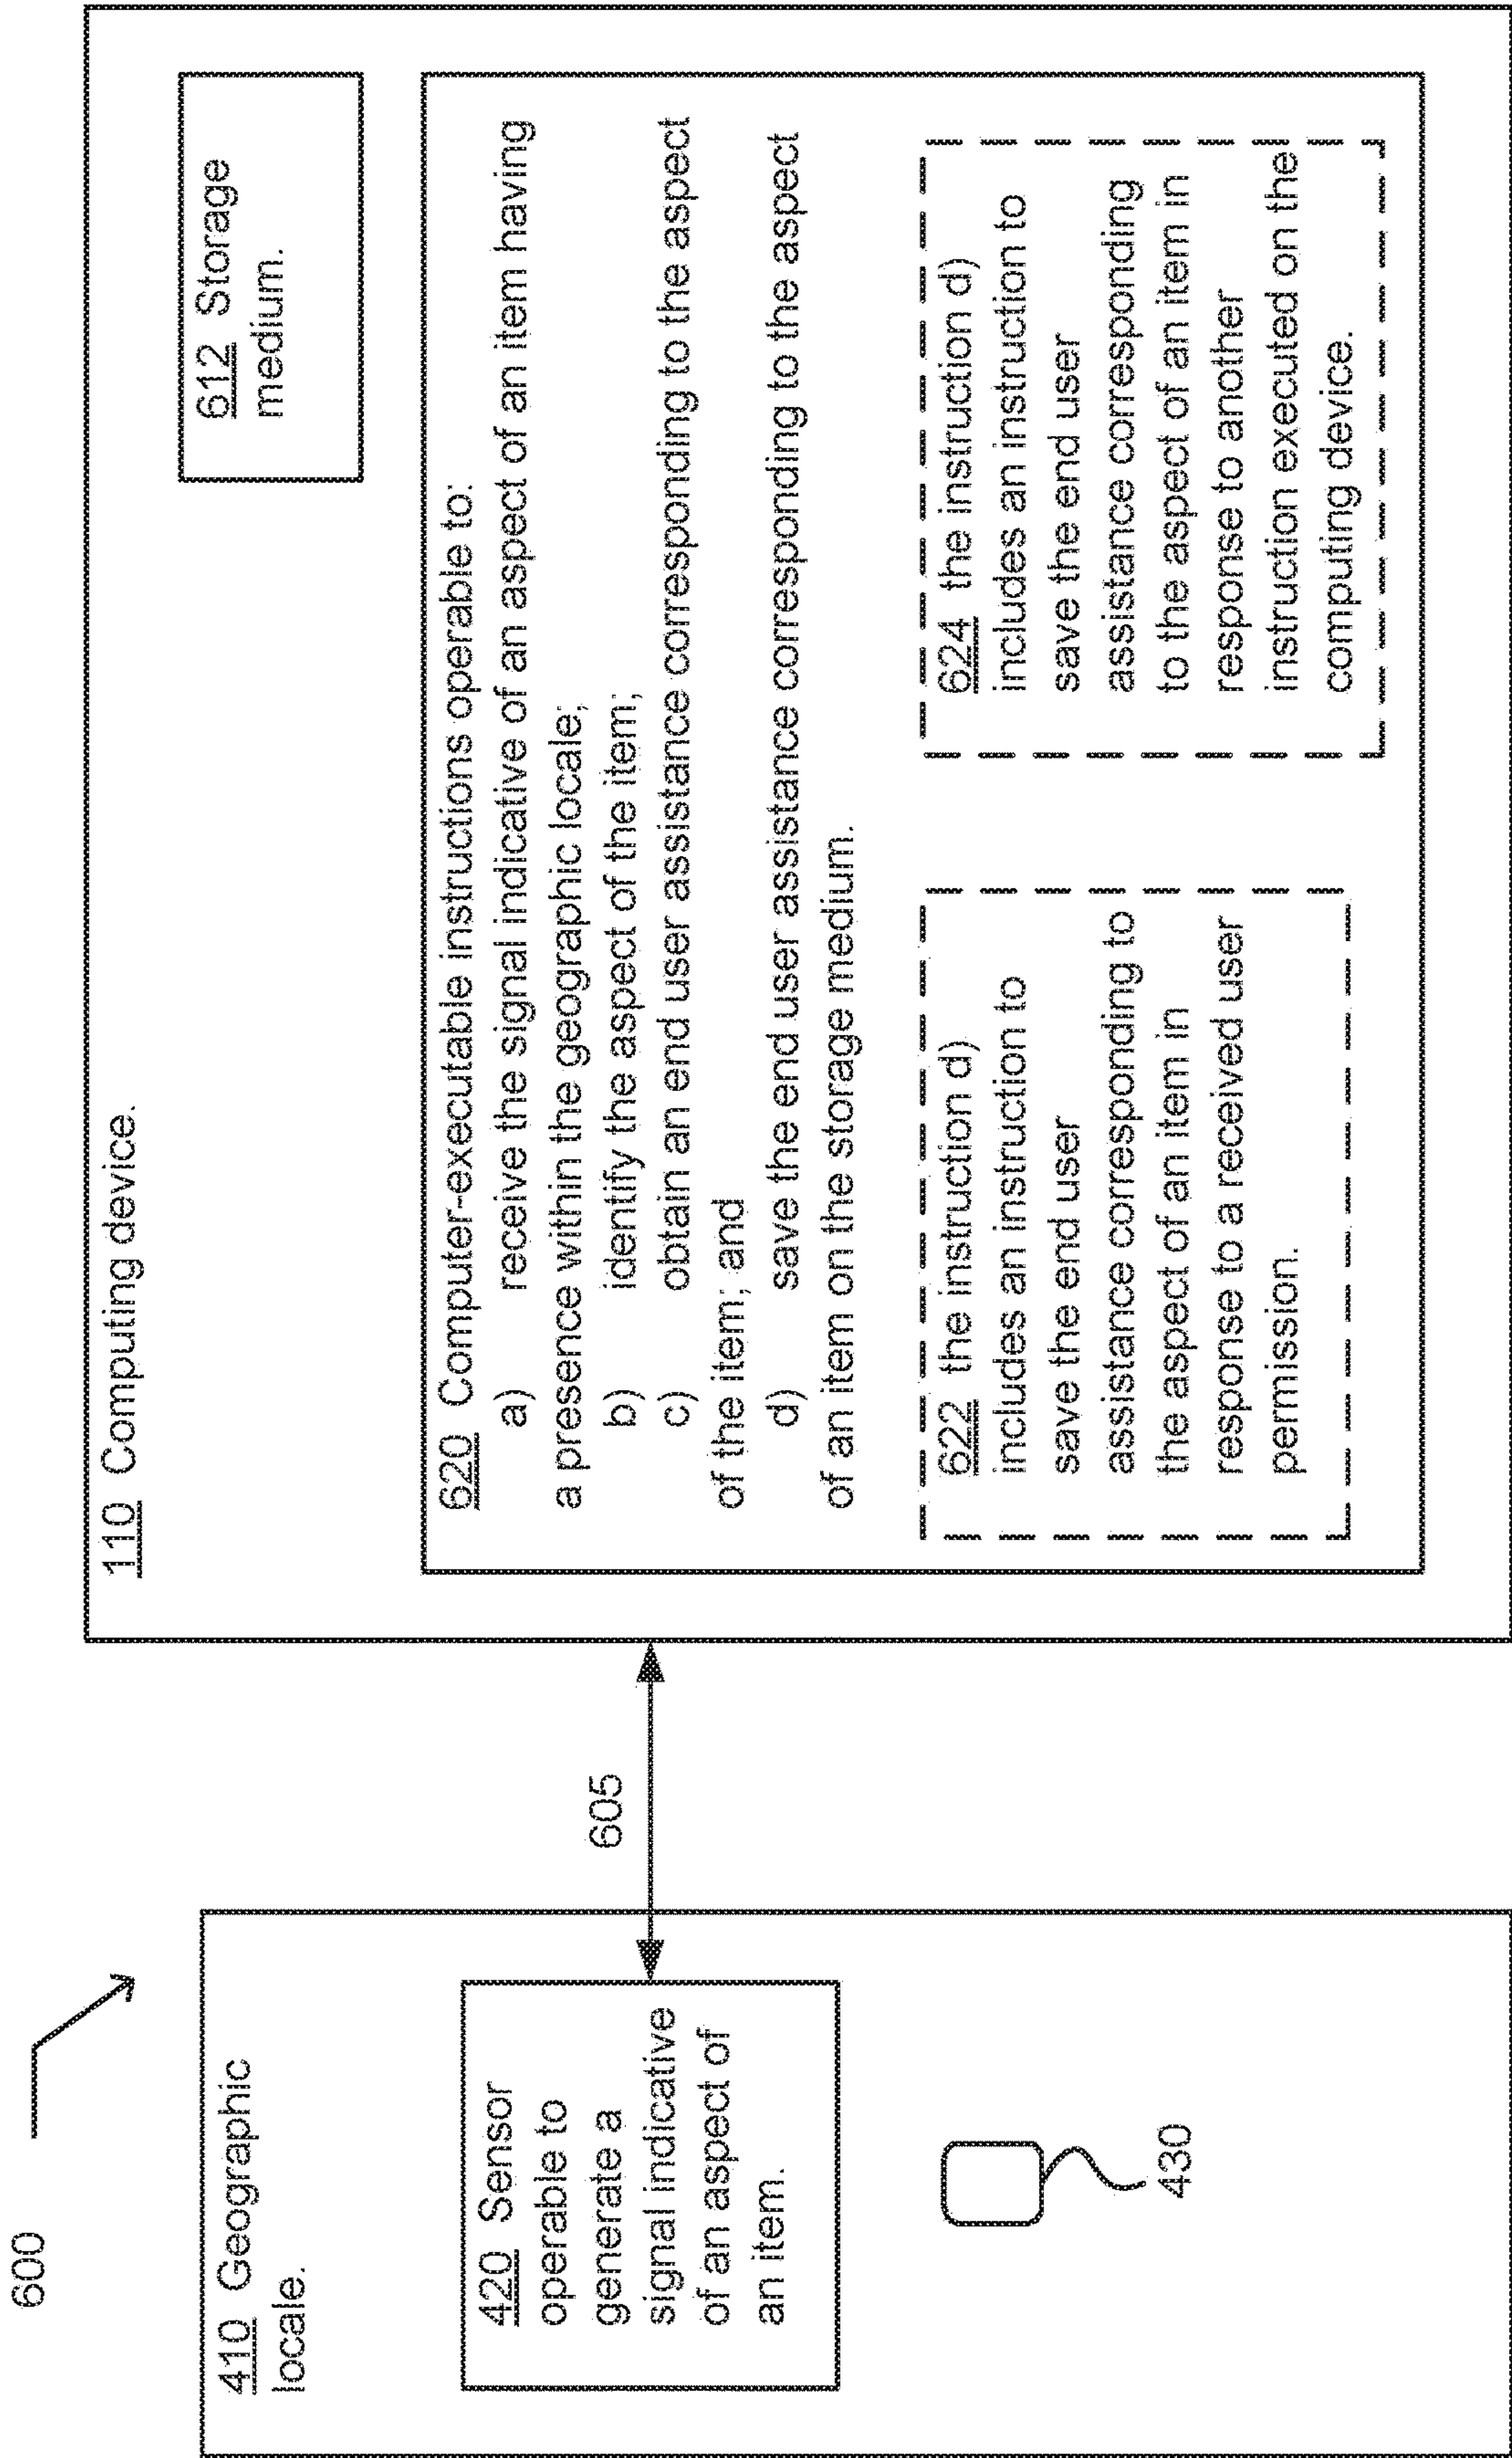 600
410 Geographic
locale.
420 Sensor
operable to
generate a
signal indicative
of an aspect of
an item.
430
605
110 Computing device.
612 Storage
medium.
620 Computer-executable instructions operable to:
a) receive the signal indicative of an aspect of an item having
a presence within the geographic locale;
b) identify the aspect of the item;
c) obtain an end user assistance corresponding to the aspect
of the item; and
d) save the end user assistance corresponding to the aspect
of an item on the storage medium.
622 the instruction d)
includes an instruction to
save the end user
assistance corresponding to
the aspect of an item in
response to a received user
permission.
624 the instruction d)
includes an instruction to
save the end user
assistance corresponding
to the aspect of an item in
response to another
instruction executed on the
computing device.